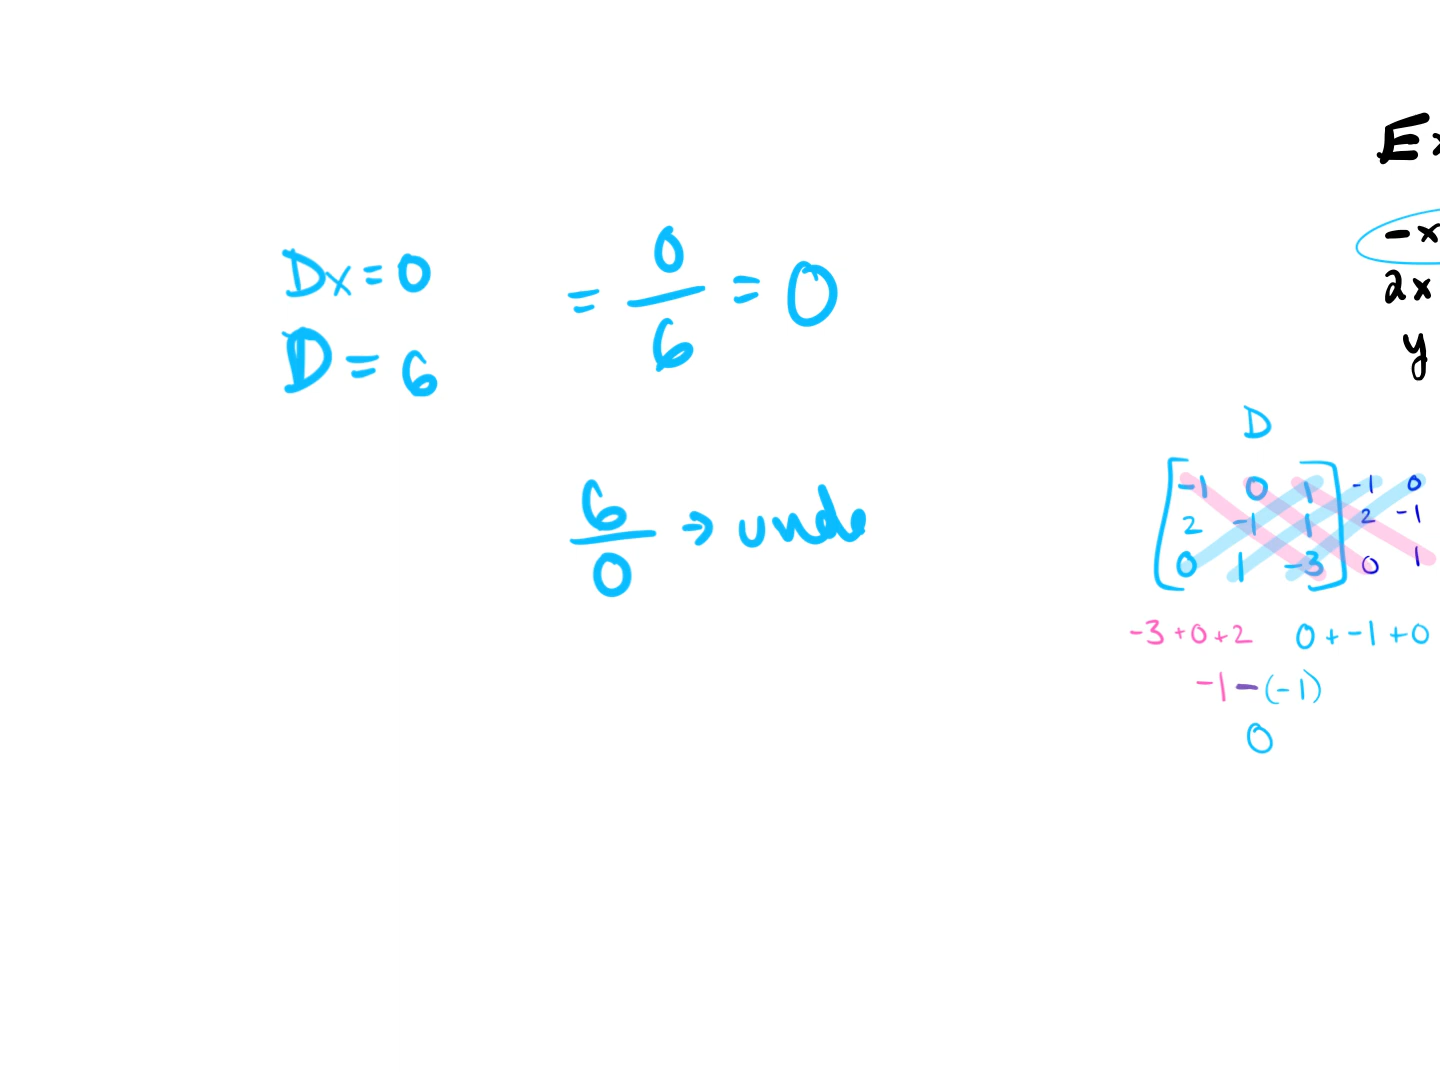 Dx = 0
D = 6
= 0/6 = 0
6/0 → unde
Ex
-x
2x
y
D
-1 0 1 -1 0
2 -1 1 2 -1
0 1 -3 0 1
-3 + 0 + 2 0 + -1 + 0
-1 - (-1)
0